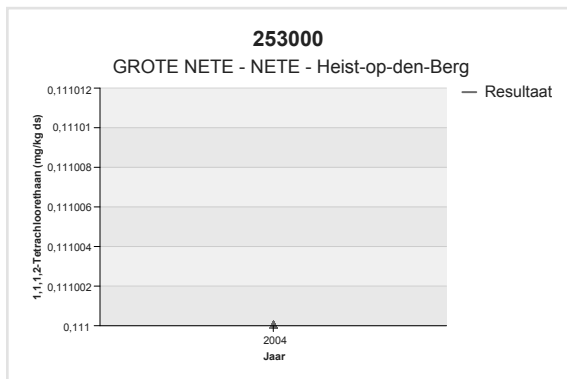 253000
GROTE NETE - NETE - Heist-op-den-Berg
Resultaat
1,1,1,2-Tetrachloorethaan (mg/kg ds)
0,111012
0,11101
0,111008
0,111006
0,111004
0,111002
0,111
2004
Jaar